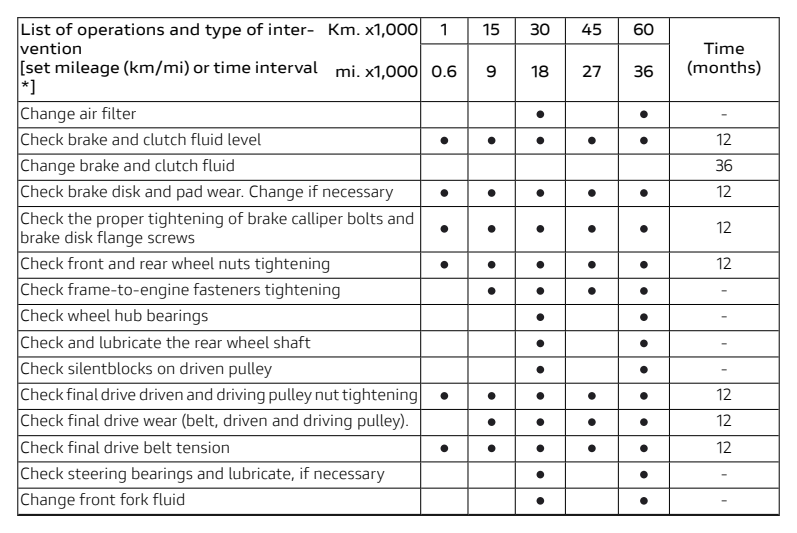 List of operations and type of inter- Km. x1,000 1 15 30 45 60 Time
vention
[set mileage (km/mi) or time interval mi. x1,000 0.6 9 18 27 36 (months)
*]
Change air filter ● ● -
Check brake and clutch fluid level ● ● ● ● ● 12
Change brake and clutch fluid 36
Check brake disk and pad wear. Change if necessary ● ● ● ● ● 12
Check the proper tightening of brake calliper bolts and
brake disk flange screws ● ● ● ● ● 12
Check front and rear wheel nuts tightening ● ● ● ● ● 12
Check frame-to-engine fasteners tightening ● ● ● ● -
Check wheel hub bearings ● ● -
Check and lubricate the rear wheel shaft ● ● -
Check silentblocks on driven pulley ● ● -
Check final drive driven and driving pulley nut tightening ● ● ● ● ● 12
Check final drive wear (belt, driven and driving pulley). ● ● ● ● 12
Check final drive belt tension ● ● ● ● ● 12
Check steering bearings and lubricate, if necessary ● ● -
Change front fork fluid ● ● -